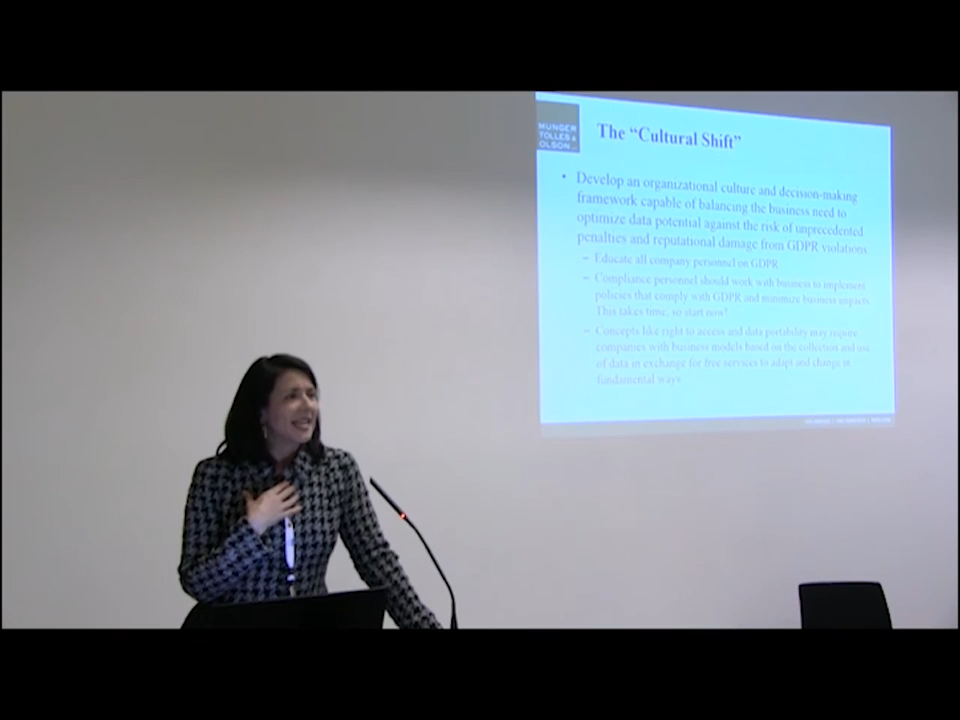 MUNGER
TOLLES &
OLSON LLP
The “Cultural Shift”
• Develop an organizational culture and decision-making
framework capable of balancing the business need to
optimize data potential against the risk of unprecedented
penalties and reputational damage from GDPR violations
– Educate all company personnel on GDPR
– Compliance personnel should work with business to implement
policies that comply with GDPR and minimize business impacts.
This takes time, so start now!
– Concepts like right to access and data portability may require
companies with business models based on the collection and use
of data in exchange for free services to adapt and change in
fundamental ways